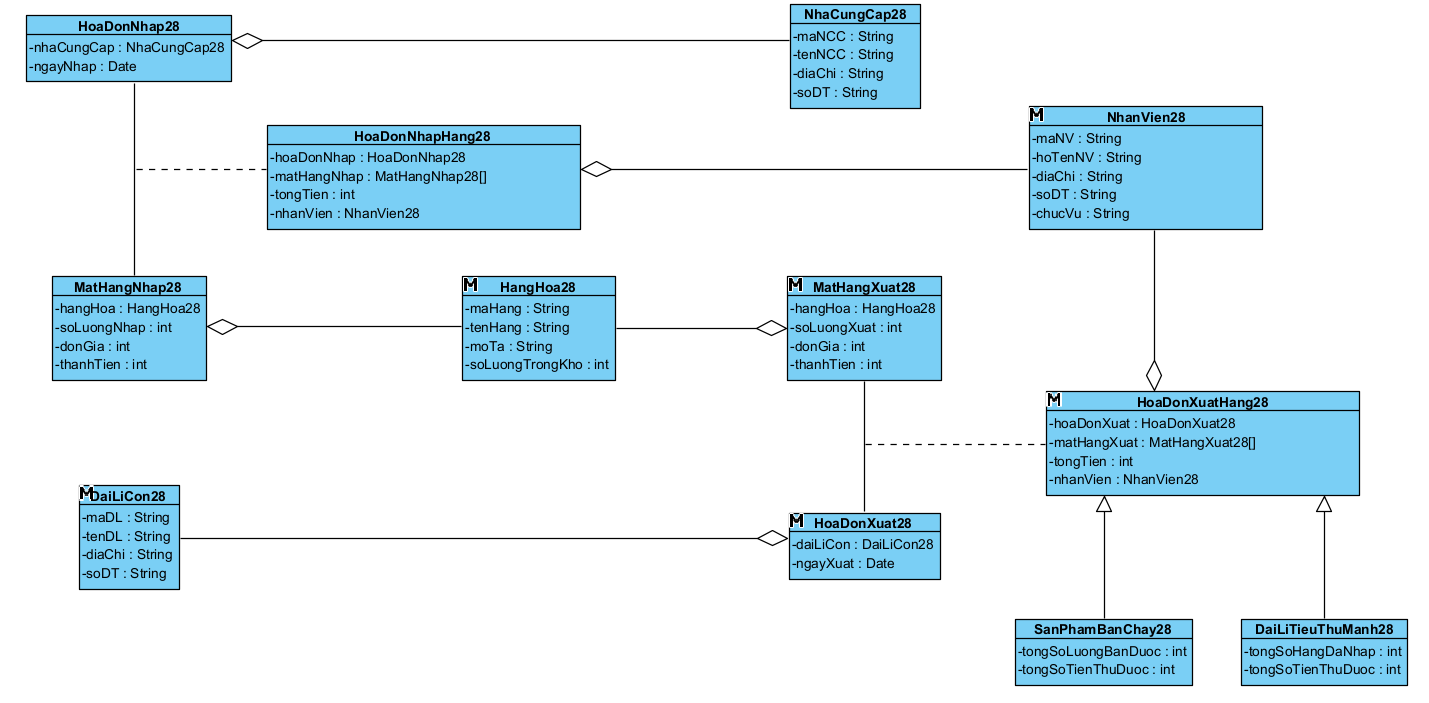 HoaDonNhap28
-nhaCungCap : NhaCungCap28
-ngayNhap : Date
NhaCungCap28
-maNCC : String
-tenNCC : String
-diaChi : String
-soDT : String
HoaDonNhapHang28
-hoaDonNhap : HoaDonNhap28
-matHangNhap : MatHangNhap28[]
-tongTien : int
-nhanVien : NhanVien28
M
NhanVien28
-maNV : String
-hoTenNV : String
-diaChi : String
-soDT : String
-chucVu : String
MatHangNhap28
-hangHoa : HangHoa28
-soLuongNhap : int
-donGia : int
-thanhTien : int
M
HangHoa28
-maHang : String
-tenHang : String
-moTa : String
-soLuongTrongKho : int
M
MatHangXuat28
-hangHoa : HangHoa28
-soLuongXuat : int
-donGia : int
-thanhTien : int
M
HoaDonXuatHang28
-hoaDonXuat : HoaDonXuat28
-matHangXuat : MatHangXuat28[]
-tongTien : int
-nhanVien : NhanVien28
M
DaiLiCon28
-maDL : String
-tenDL : String
-diaChi : String
-soDT : String
M
HoaDonXuat28
-daiLiCon : DaiLiCon28
-ngayXuat : Date
SanPhamBanChay28
-tongSoLuongBanDuoc : int
-tongSoTienThuDuoc : int
DaiLiTieuThuManh28
-tongSoHangDaNhap : int
-tongSoTienThuDuoc : int